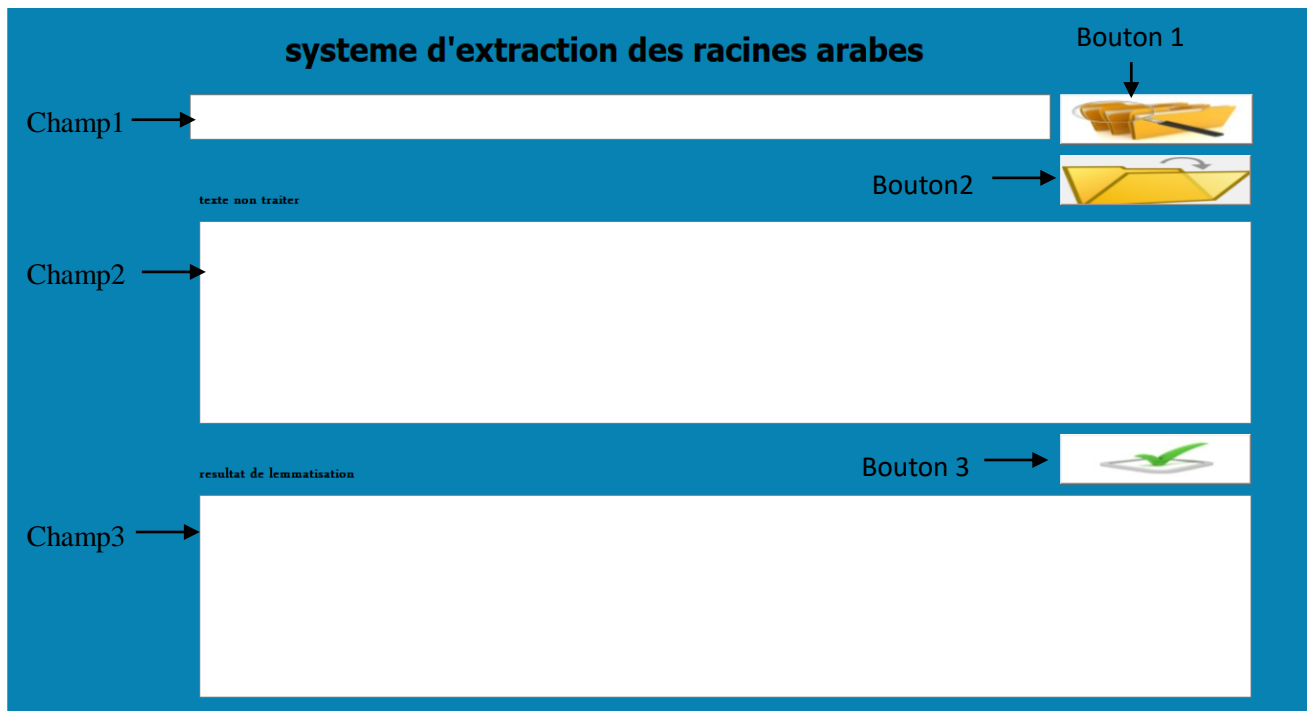 systeme d'extraction des racines arabes
Bouton 1
Champ1
Bouton2
texte non traiter
Champ2
Bouton 3
resultat de lemmatisation
Champ3